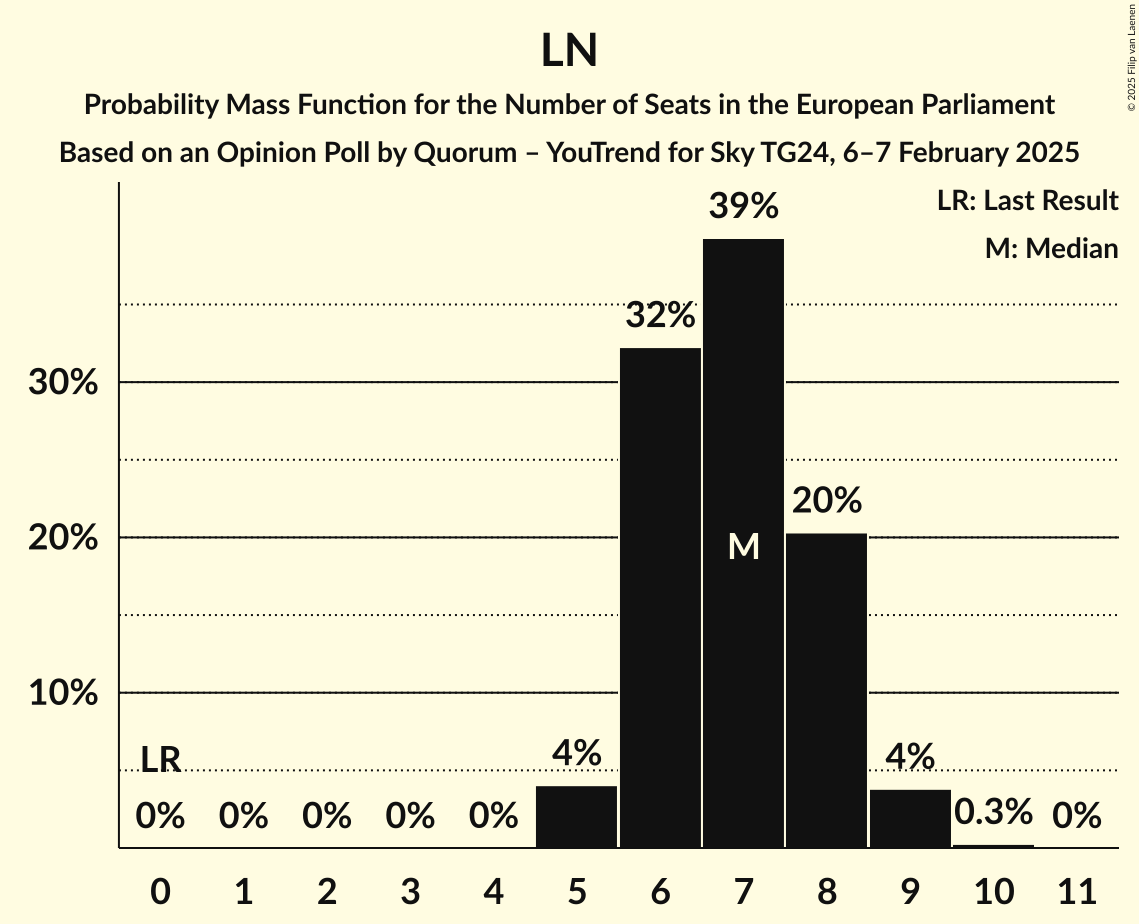 LN
Probability Mass Function for the Number of Seats in the European Parliament
Based on an Opinion Poll by Quorum – YouTrend for Sky TG24, 6–7 February 2025
© 2025 Filip van Laenen
LR: Last Result
M: Median
39%
32%
30%
20%
20%
M
10%
LR
4%
4%
0% 0% 0% 0% 0% 0.3% 0%
0 1 2 3 4 5 6 7 8 9 10 11